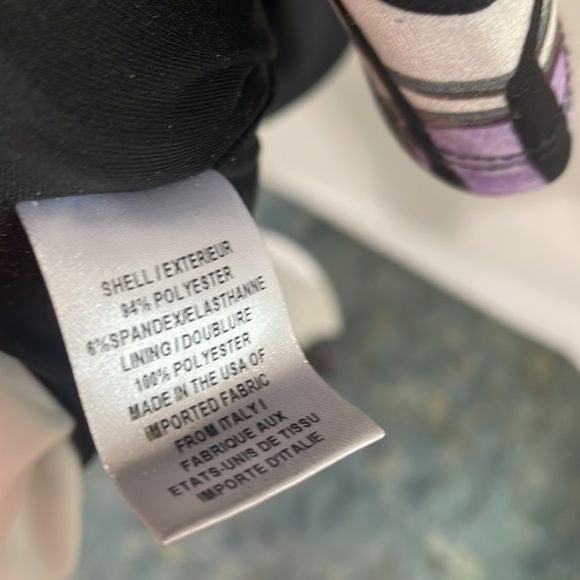 SHELL / EXTERIEUR
94% POLYESTER
6%SPANDEX/ELASTHANNE
LINING / DOUBLURE
100% POLYESTER
MADE IN THE USA OF
IMPORTED FABRIC
FROM ITALY /
FABRIQUE AUX
ETATS-UNIS DE TISSU
IMPORTE D'ITALIE